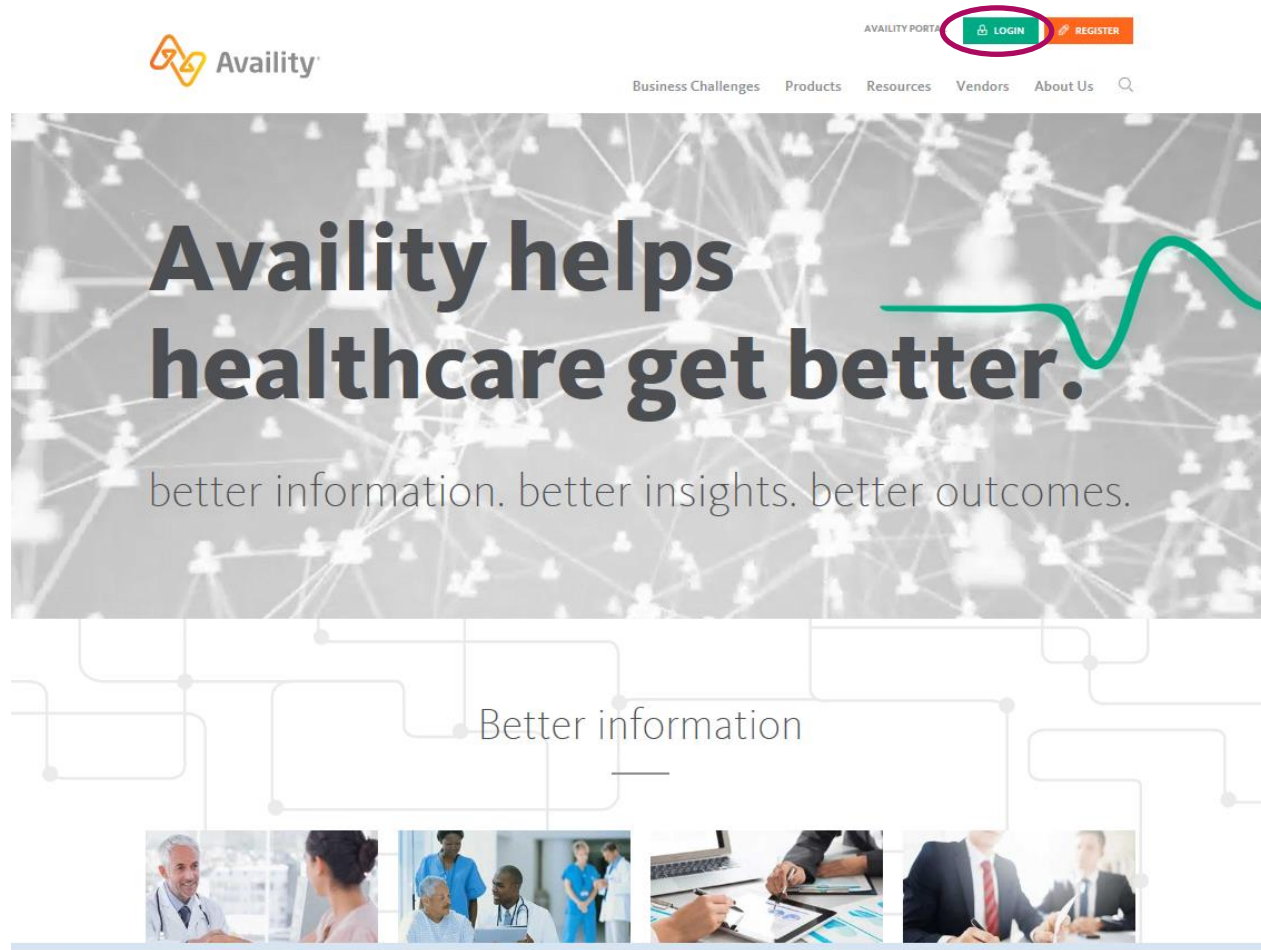 AVAILITY PORTA
LOGIN
REGISTER
Availity
Business Challenges Products Resources Vendors About Us
Availity helps
healthcare get better.
better information. better insights. better outcomes.
Better information